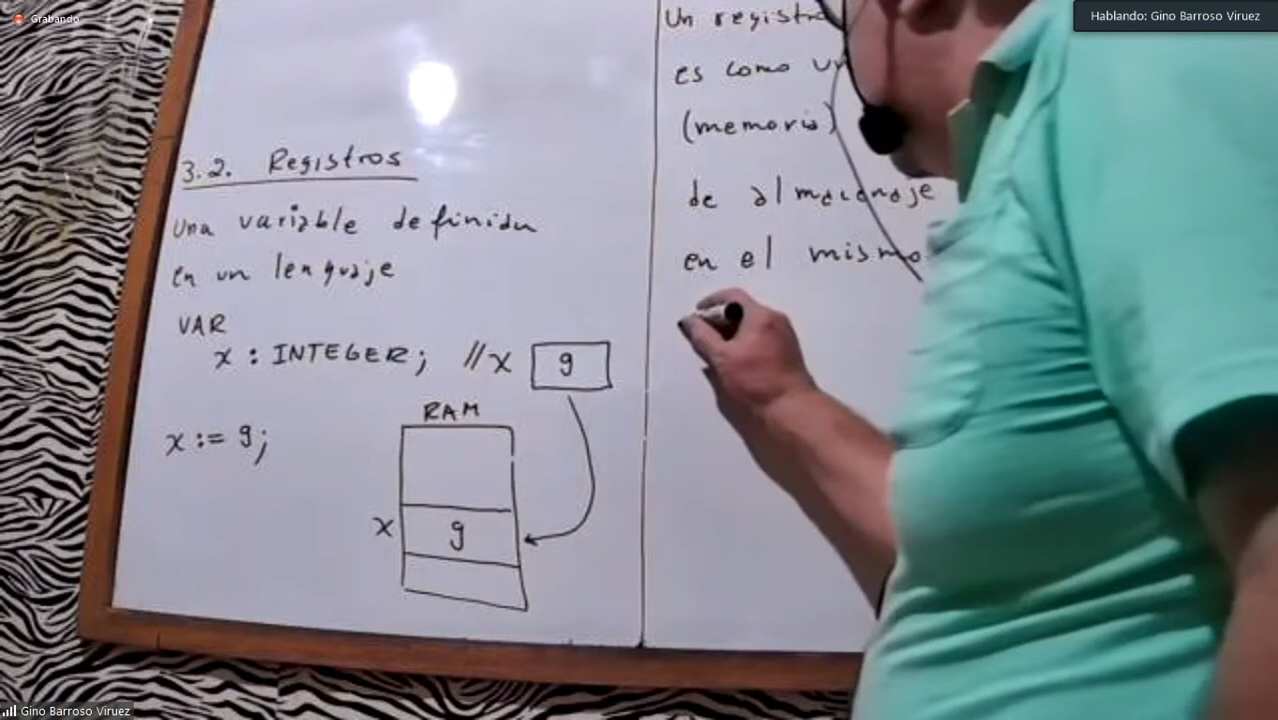 Grabando
Hablando: Gino Barroso Viruez
3.2. Registros
Una variable definida
en un lenguaje
VAR
x : INTEGER; //x 9
x := 9;
RAM
x 9
Un registro
es como un
(memoria)
de almacenaje
en el mismo
Gino Barroso Viruez